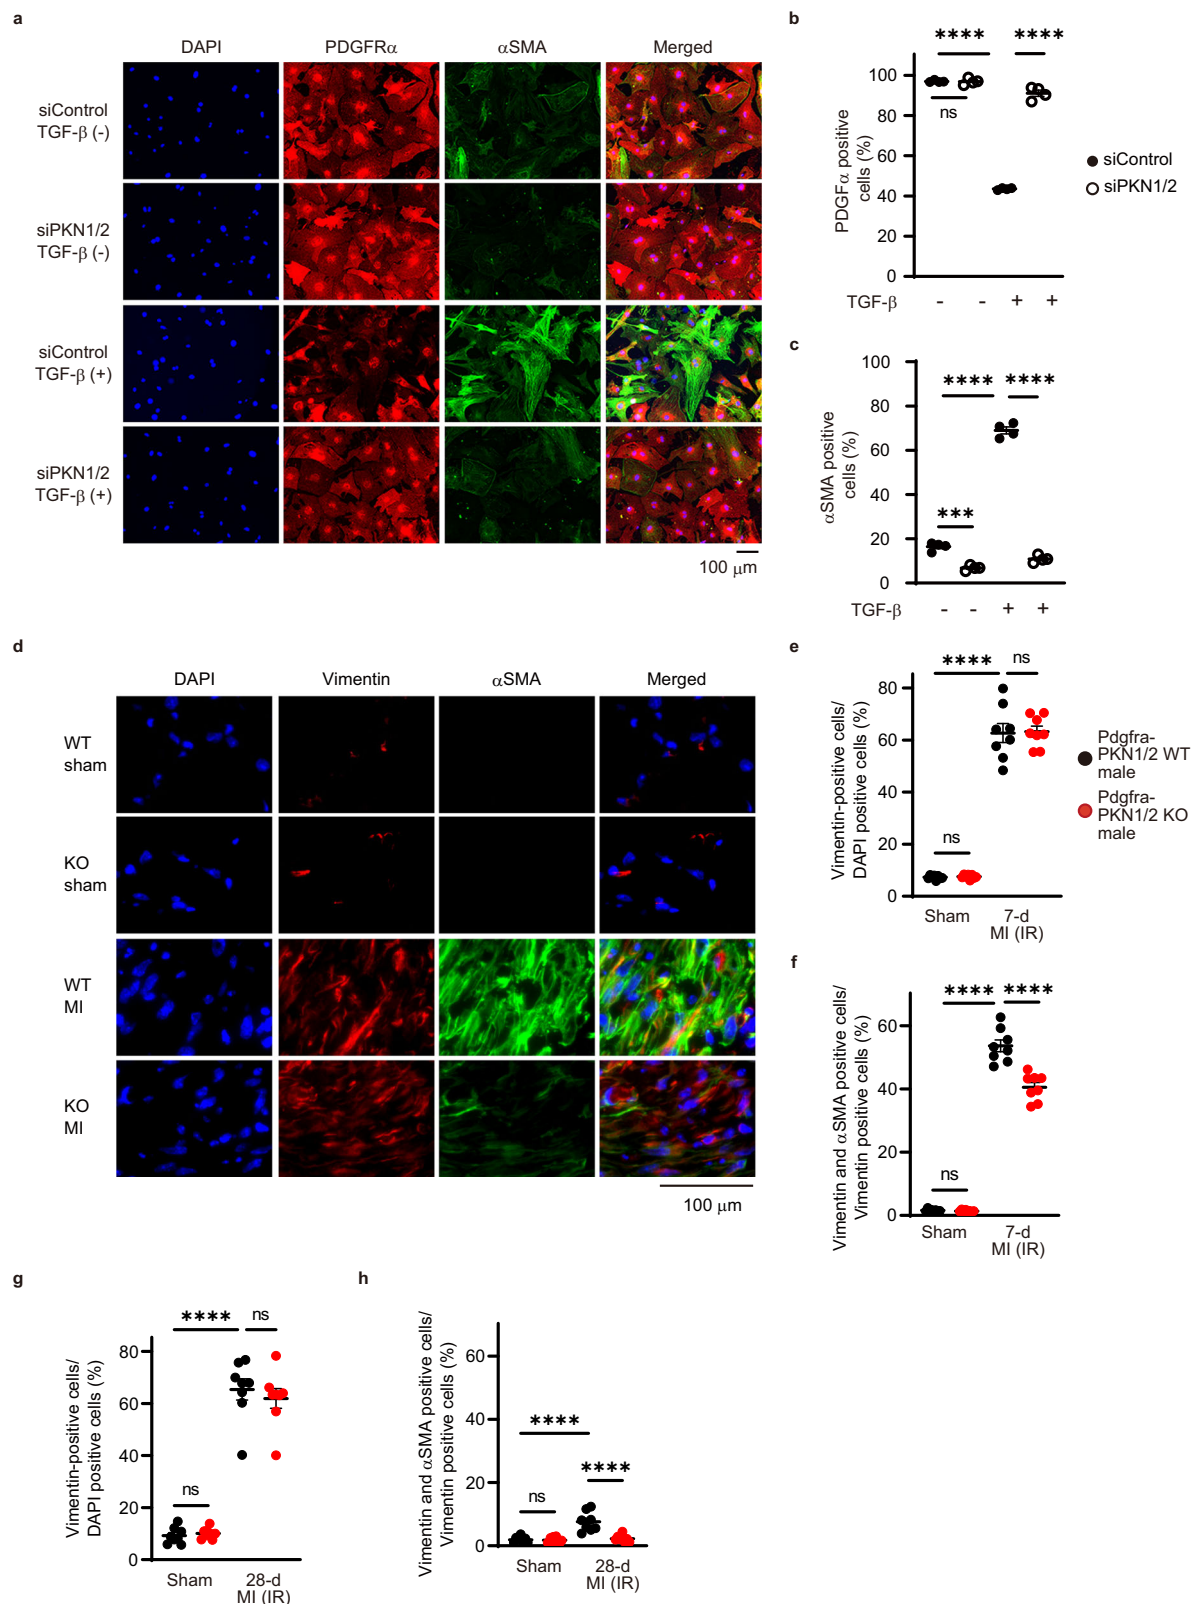 a
DAPI
PDGFRα
αSMA
Merged
siControl
TGF-β (-)
siPKN1/2
TGF-β (-)
siControl
TGF-β (+)
siPKN1/2
TGF-β (+)
100 μm
b
****
****
ns
100
80
60
40
20
0
PDGFα positive
cells (%)
TGF-β
-
-
+
+
siControl
siPKN1/2
c
100
80
60
40
20
0
αSMA positive
cells (%)
****
****
***
TGF-β
-
-
+
+
d
DAPI
Vimentin
αSMA
Merged
WT
sham
KO
sham
WT
MI
KO
MI
100 μm
e
****
ns
80
60
40
20
0
ns
Vimentin-positive cells/
DAPI positive cells (%)
Sham
7-d
MI (IR)
Pdgfra-
PKN1/2 WT
male
Pdgfra-
PKN1/2 KO
male
f
****
****
60
40
20
0
ns
Vimentin and αSMA positive cells/
Vimentin positive cells (%)
Sham
7-d
MI (IR)
g
****
ns
80
60
40
20
0
ns
Vimentin-positive cells/
DAPI positive cells (%)
Sham
28-d
MI (IR)
h
60
40
20
0
****
****
ns
Vimentin and αSMA positive cells/
Vimentin positive cells (%)
Sham
28-d
MI (IR)